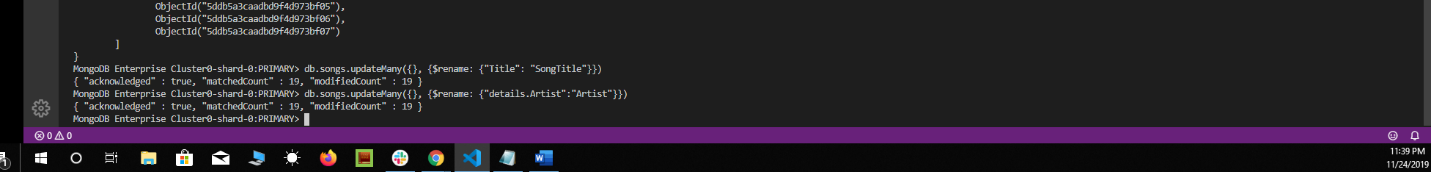 ObjectId("5ddb5a3caadbd9f4d973bf05"),
ObjectId("5ddb5a3caadbd9f4d973bf06"),
ObjectId("5ddb5a3caadbd9f4d973bf07")
]
}
MongoDB Enterprise Cluster0-shard-0:PRIMARY> db.songs.updateMany({}, {$rename: {"Title": "SongTitle"}})
{ "acknowledged" : true, "matchedCount" : 19, "modifiedCount" : 19 }
MongoDB Enterprise Cluster0-shard-0:PRIMARY> db.songs.updateMany({}, {$rename: {"details.Artist":"Artist"}})
{ "acknowledged" : true, "matchedCount" : 19, "modifiedCount" : 19 }
MongoDB Enterprise Cluster0-shard-0:PRIMARY>
0 0
1
W
11:39 PM
11/24/2019